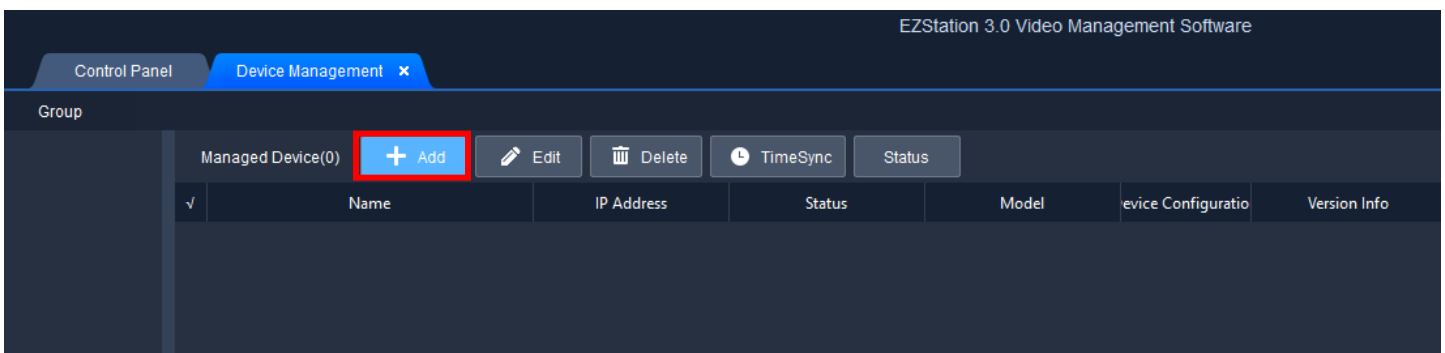 EZStation 3.0 Video Management Software
Control Panel Device Management ×
Group
Managed Device(0) + Add Edit Delete TimeSync Status
√ Name IP Address Status Model evice Configuratio Version Info